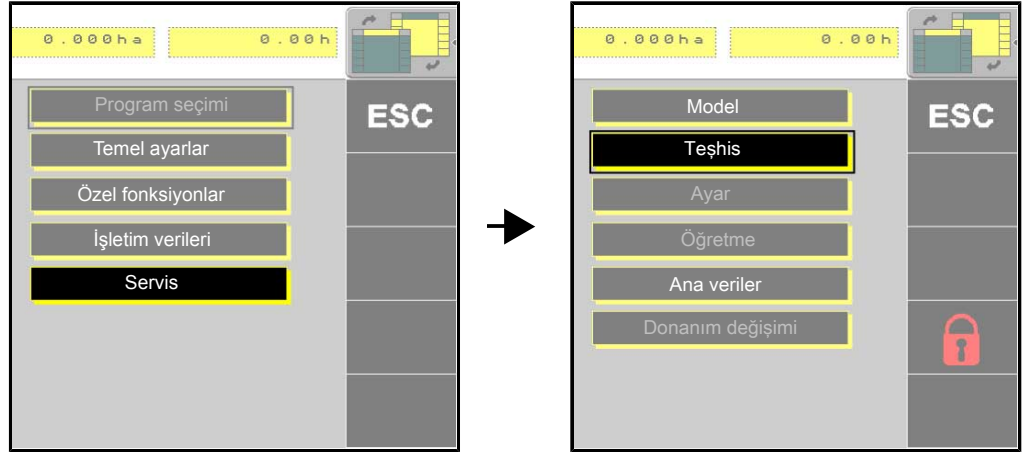 0.000ha 0.00h
Program seçimi
ESC
Temel ayarlar
Özel fonksiyonlar
İşletim verileri
Servis
0.000ha 0.00h
Model
ESC
Teşhis
Ayar
Öğretme
Ana veriler
Donanım değişimi